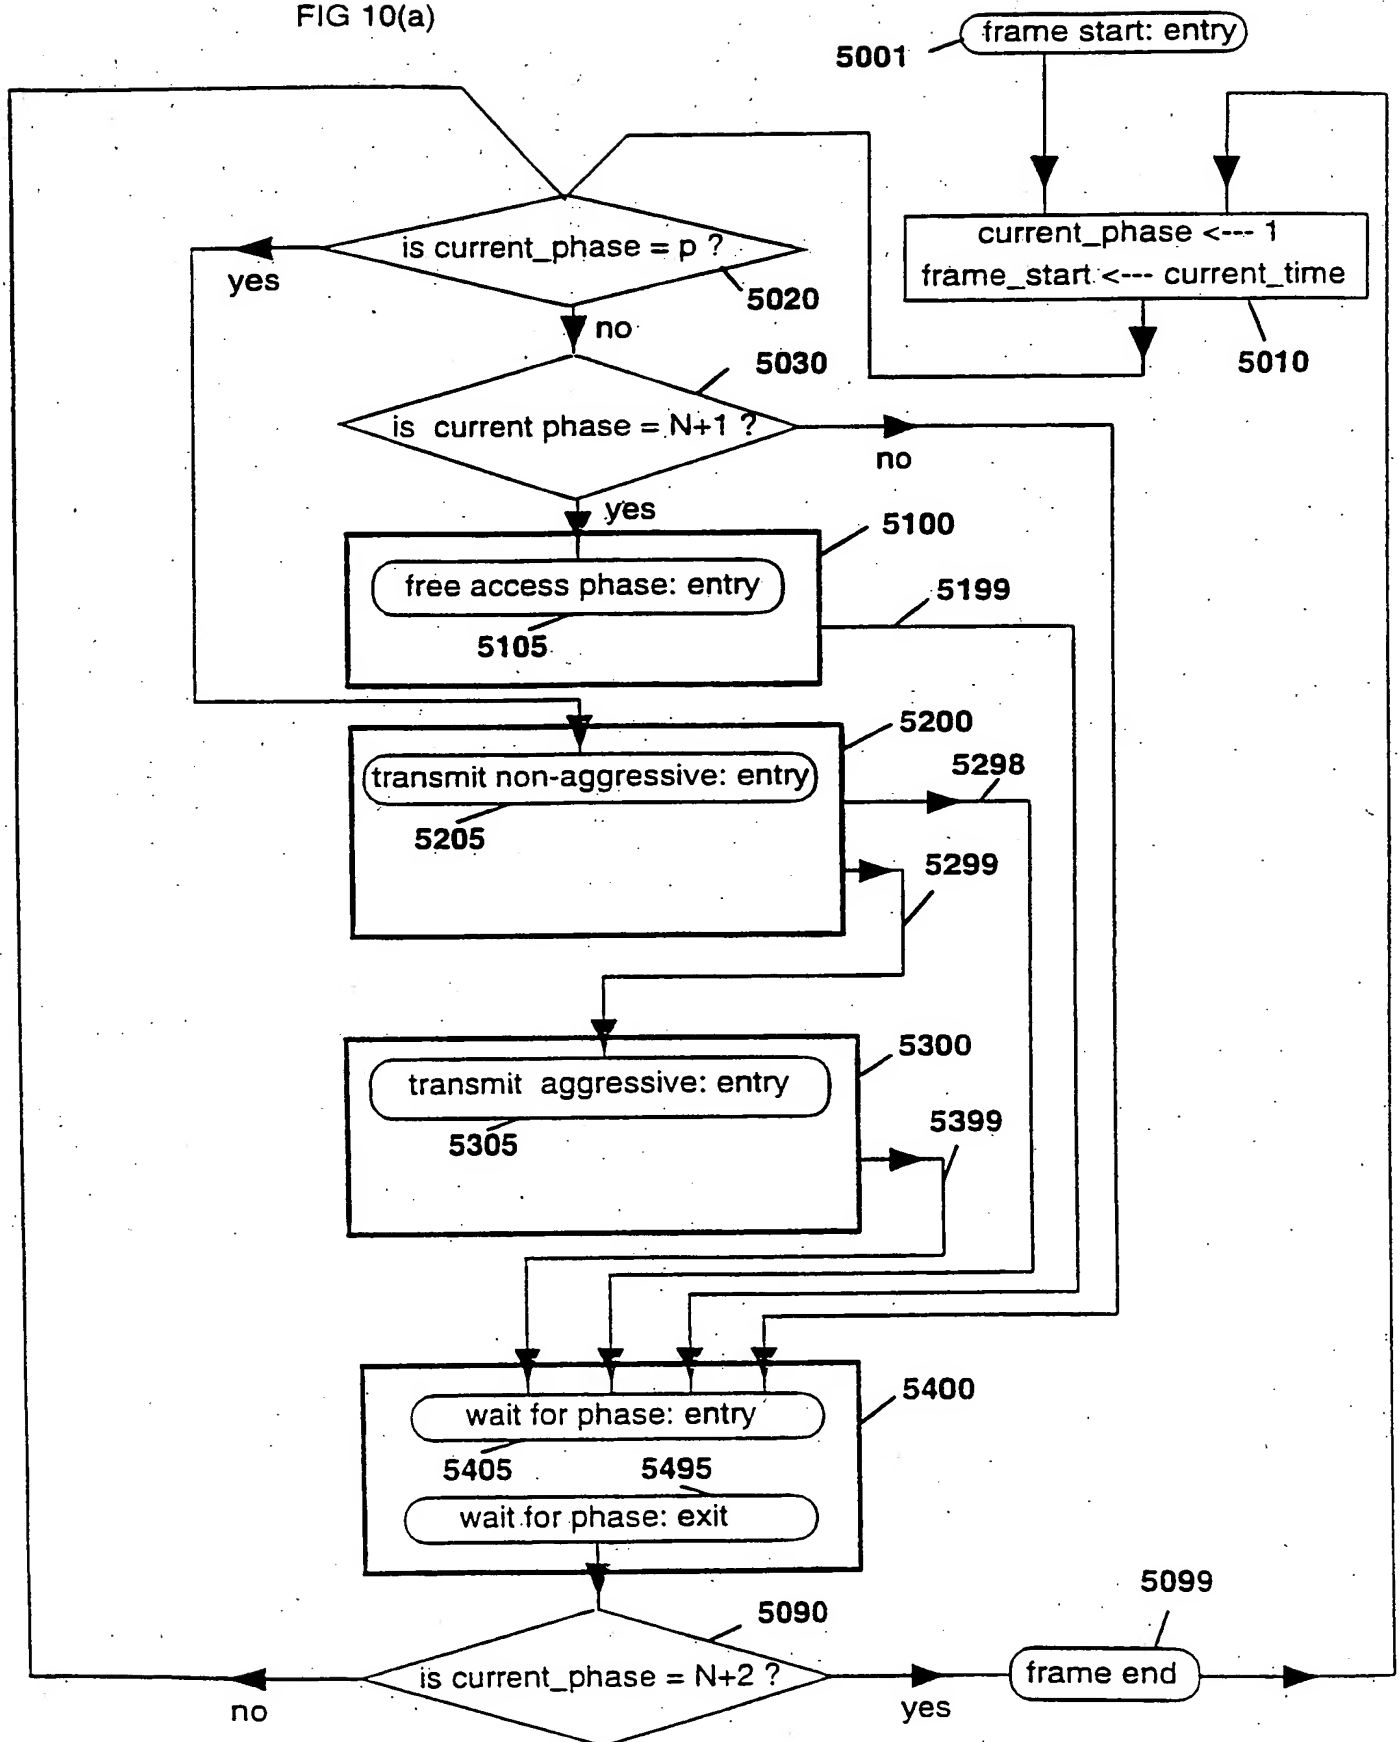 FIG 10(a)
frame start: entry
5001
current_phase <--- 1
frame_start <--- current_time
5010
is current_phase = p ?
yes
5020
no
5030
is current phase = N+1 ?
no
yes
5100
free access phase: entry
5105
5199
5200
transmit non-aggressive: entry
5205
5298
5299
5300
transmit aggressive: entry
5305
5399
5400
wait for phase: entry
5405
5495
wait for phase: exit
5090
is current_phase = N+2 ?
no
yes
5099
frame end